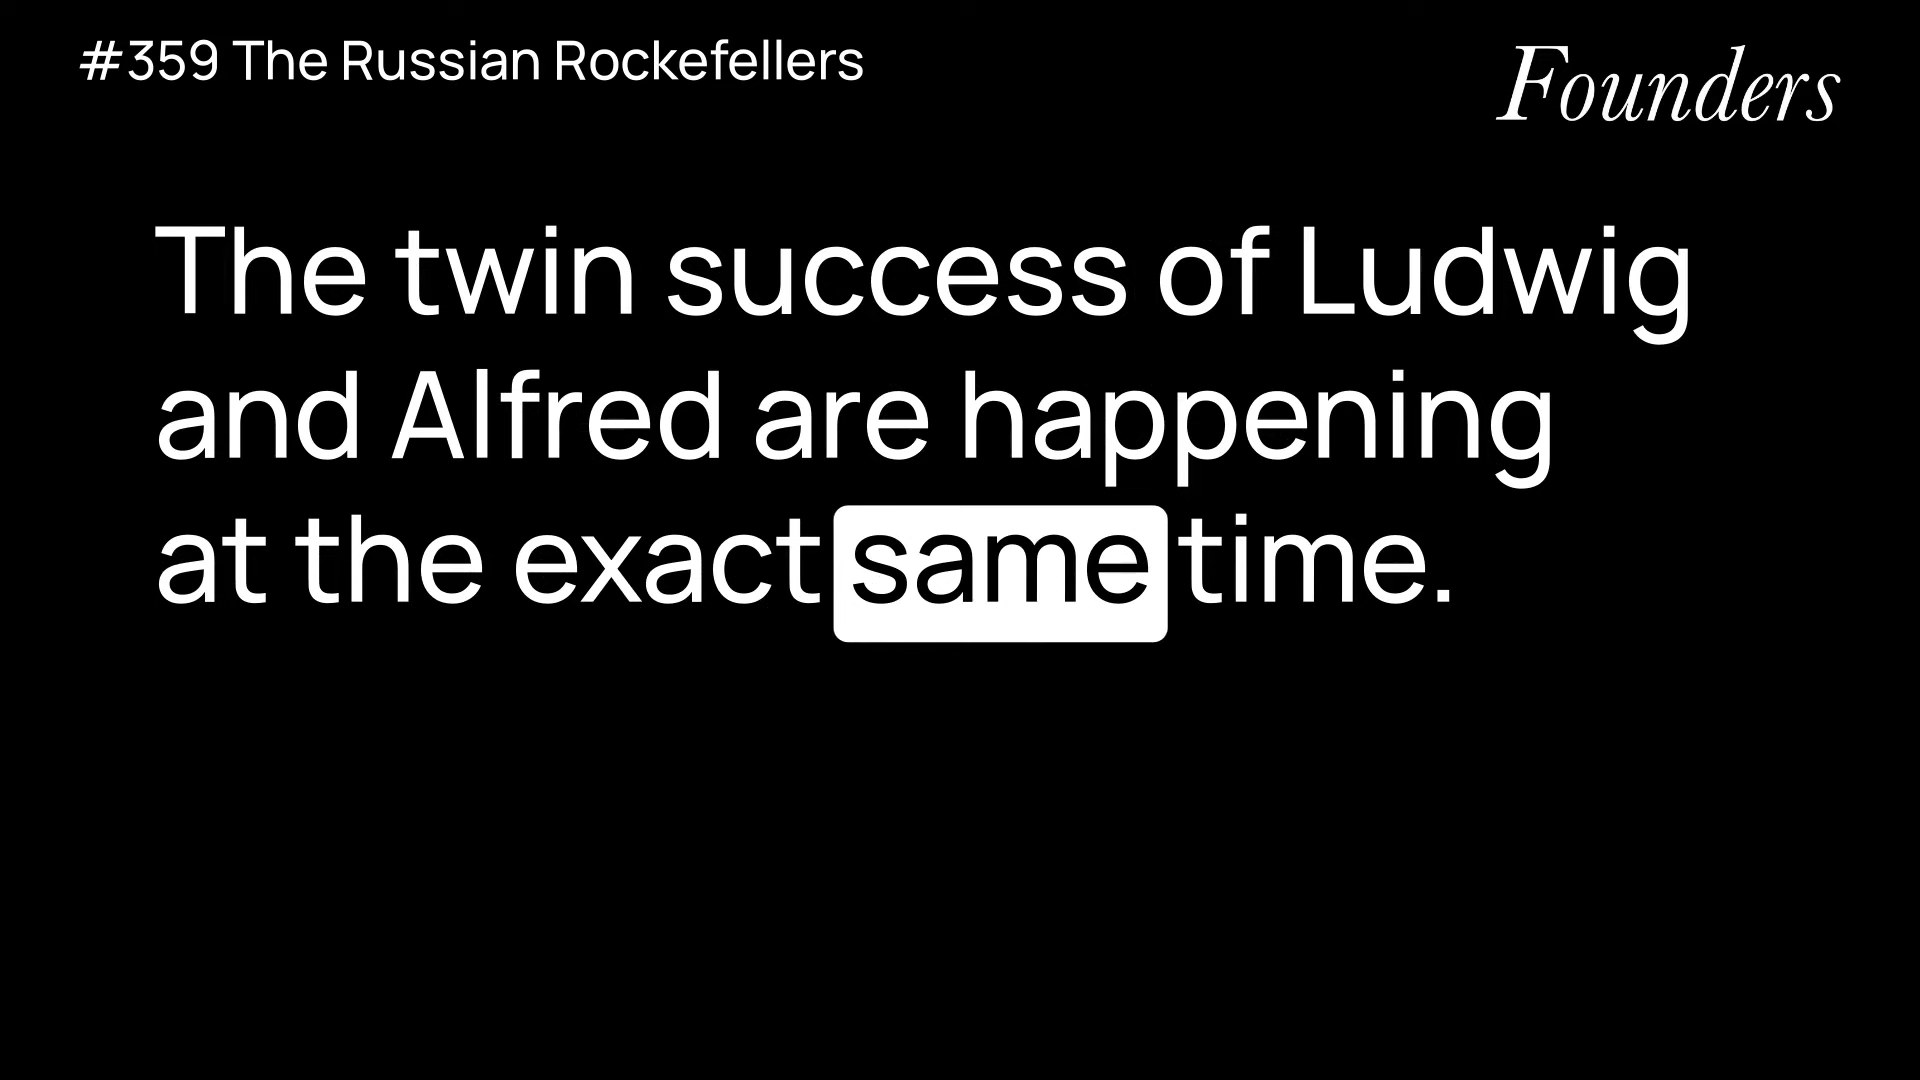 #359 The Russian Rockefellers
Founders
The twin success of Ludwig
and Alfred are happening
at the exact same time.